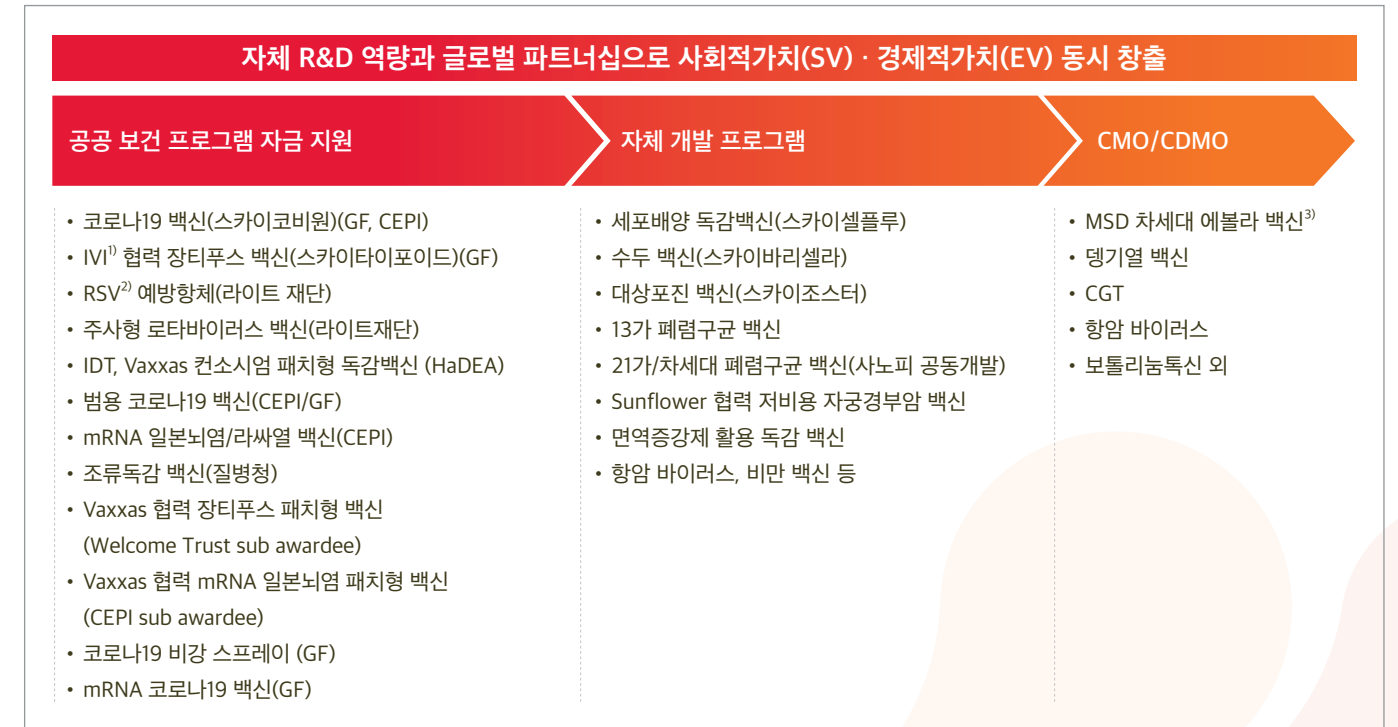 자체 R&D 역량과 글로벌 파트너십으로 사회적가치(SV) · 경제적가치(EV) 동시 창출
공공 보건 프로그램 자금 지원
• 코로나19 백신(스카이코비원)(GF, CEPI)
• IVI1) 협력 장티푸스 백신(스카이타이포이드)(GF)
• RSV2) 예방항체(라이트 재단)
• 주사형 로타바이러스 백신(라이트재단)
• IDT, Vaxxas 컨소시엄 패치형 독감백신 (HaDEA)
• 범용 코로나19 백신(CEPI/GF)
• mRNA 일본뇌염/라싸열 백신(CEPI)
• 조류독감 백신(질병청)
• Vaxxas 협력 장티푸스 패치형 백신
(Welcome Trust sub awardee)
• Vaxxas 협력 mRNA 일본뇌염 패치형 백신
(CEPI sub awardee)
• 코로나19 비강 스프레이 (GF)
• mRNA 코로나19 백신(GF)
자체 개발 프로그램
• 세포배양 독감백신(스카이셀플루)
• 수두 백신(스카이바리셀라)
• 대상포진 백신(스카이조스터)
• 13가 폐렴구균 백신
• 21가/차세대 폐렴구균 백신(사노피 공동개발)
• Sunflower 협력 저비용 자궁경부암 백신
• 면역증강제 활용 독감 백신
• 항암 바이러스, 비만 백신 등
CMO/CDMO
• MSD 차세대 에볼라 백신3)
• 뎅기열 백신
• CGT
• 항암 바이러스
• 보톨리눔톡신 외